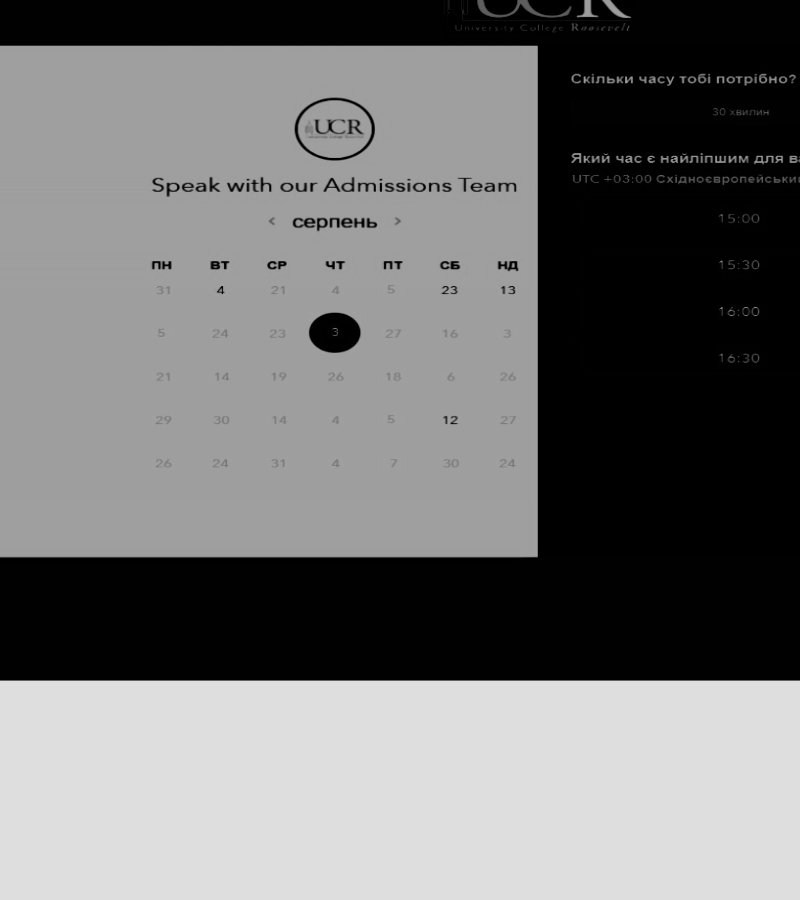 UCR
University College Roosevelt
UCR
Speak with our Admissions Team
< серпень >
ПН ВТ СР ЧТ ПТ СБ НД
31 4 21 4 5 23 13
5 24 23 3 27 16 3
21 14 19 26 18 6 26
29 30 14 4 5 12 27
26 24 31 4 7 30 24
Скільки часу тобі потрібно?
30 хвилин
Який час є найліпшим для ва
UTC +03:00 Східноєвропейськи
15:00
15:30
16:00
16:30